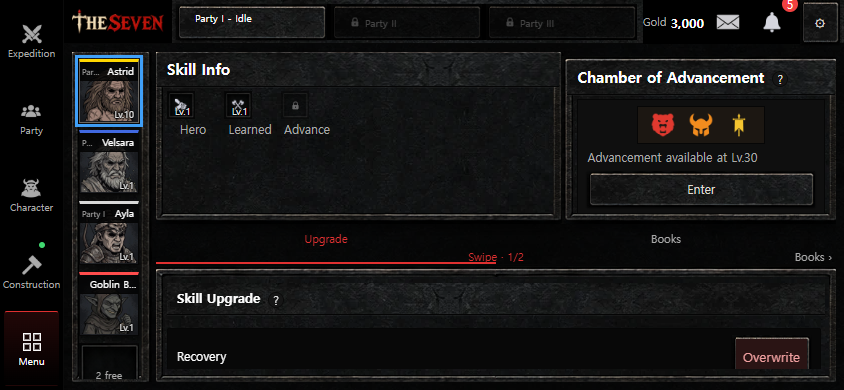 THE SEVEN
Party I - Idle
Party II
Party III
Gold 3,000
5
Expedition
Party
Character
Construction
Menu
Par... Astrid
Lv.10
P... Velsara
Lv.1
Party I Ayla
Lv.1
Goblin B...
Lv.1
2 free
Skill Info
Lv.1
Lv.1
Hero
Learned
Advance
Chamber of Advancement ?
Advancement available at Lv.30
Enter
Upgrade
Books
Swipe · 1/2
Books ›
Skill Upgrade ?
Recovery
Overwrite